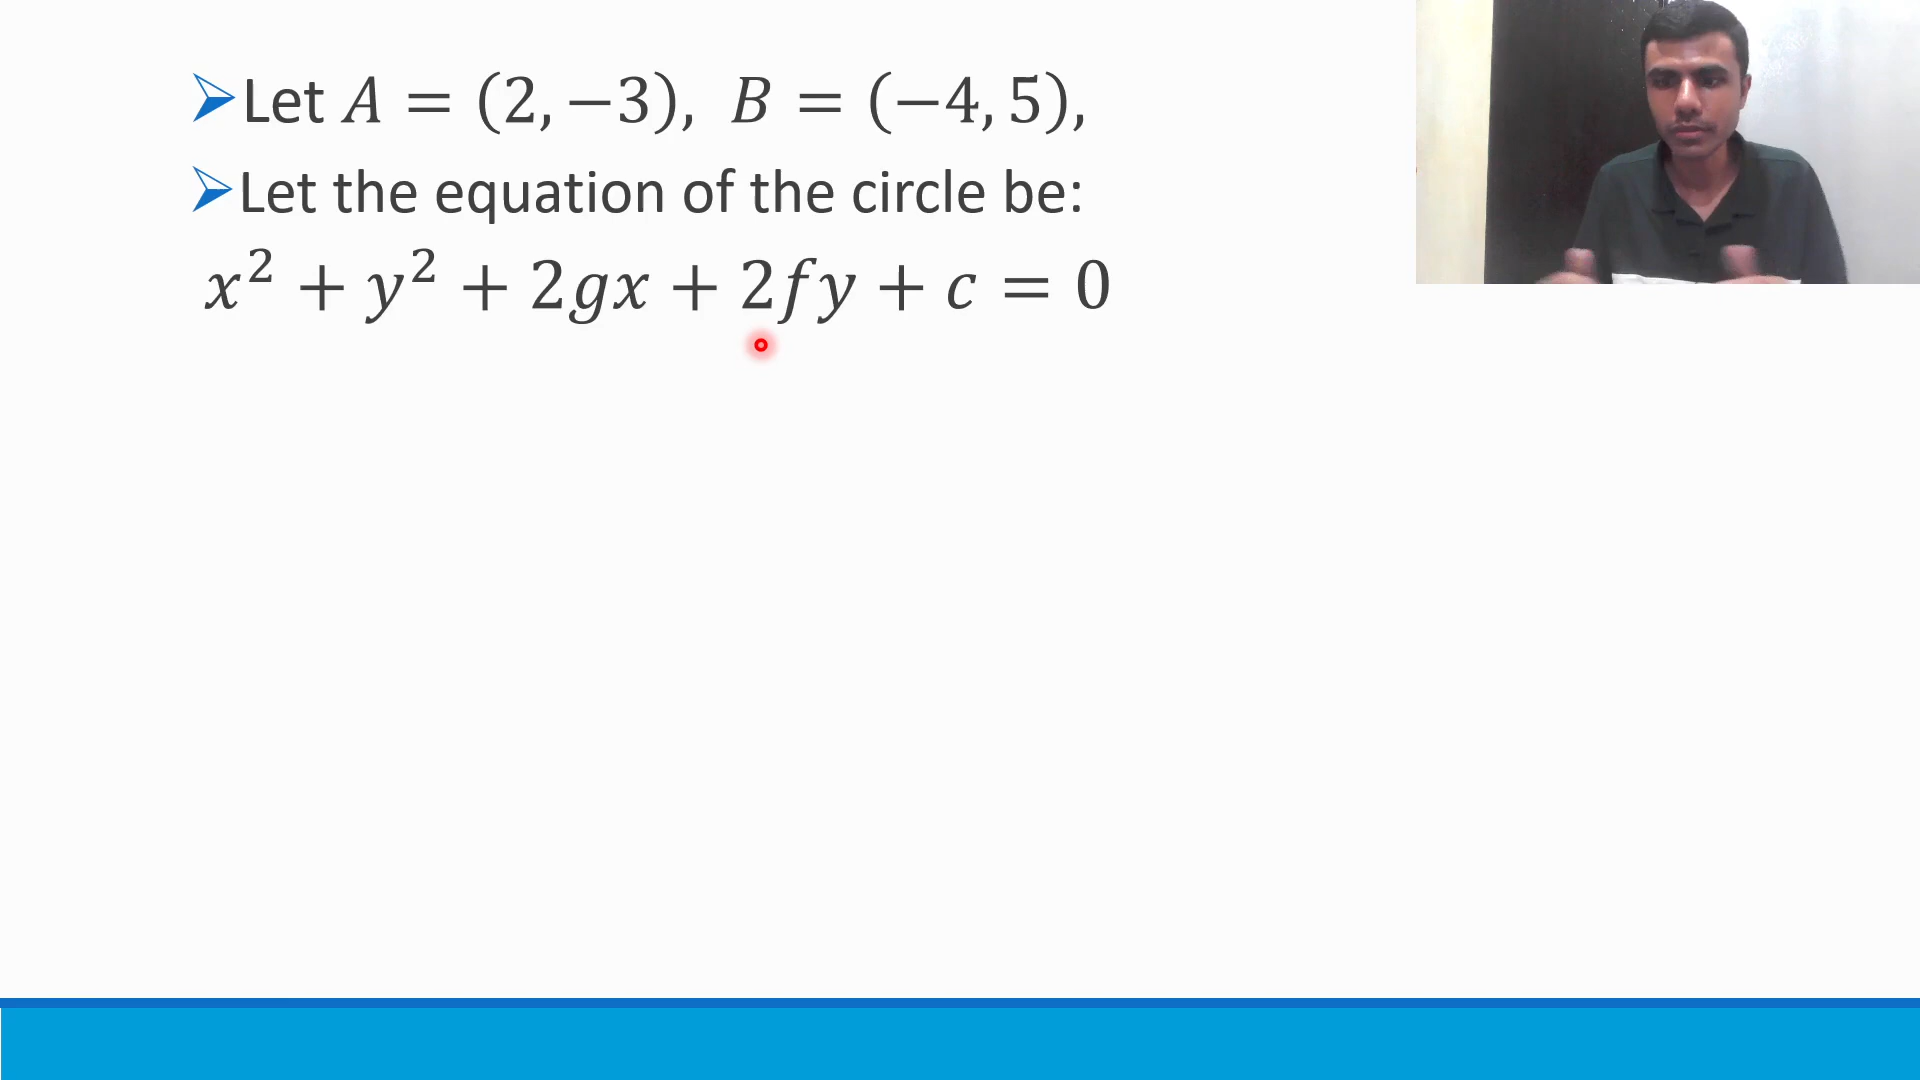 ➢Let 𝐴 = (2, −3), 𝐵 = (−4, 5),
➢Let the equation of the circle be:
𝑥² + 𝑦² + 2𝑔𝑥 + 2𝑓𝑦 + 𝑐 = 0